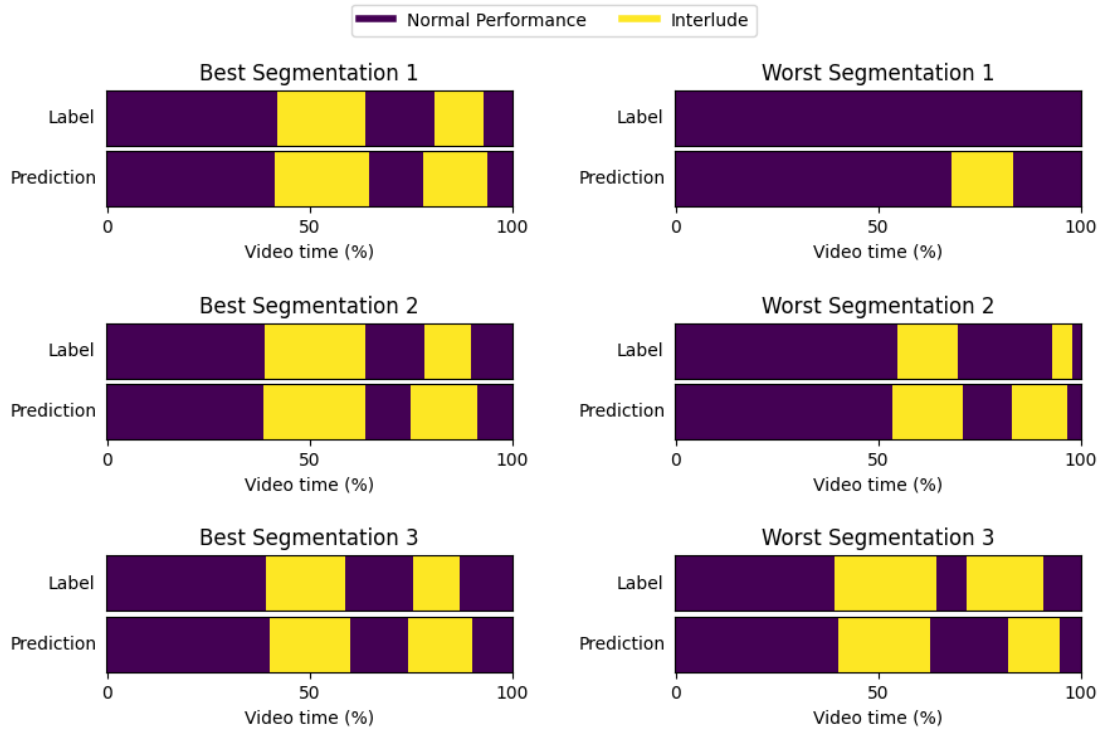 Normal Performance Interlude
Best Segmentation 1
Label
Prediction
0 50 100
Video time (%)
Worst Segmentation 1
Label
Prediction
0 50 100
Video time (%)
Best Segmentation 2
Label
Prediction
0 50 100
Video time (%)
Worst Segmentation 2
Label
Prediction
0 50 100
Video time (%)
Best Segmentation 3
Label
Prediction
0 50 100
Video time (%)
Worst Segmentation 3
Label
Prediction
0 50 100
Video time (%)